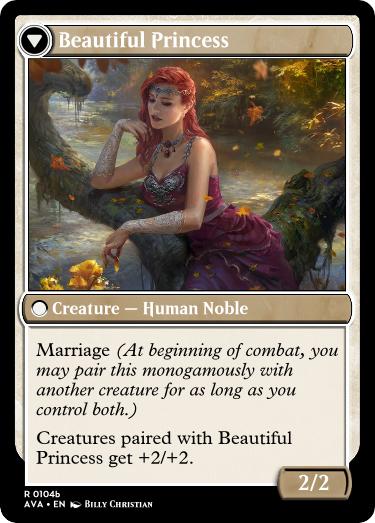 Beautiful Princess
Creature — Human Noble
Marriage (At beginning of combat, you
may pair this monogamously with
another creature for as long as you
control both.)
Creatures paired with Beautiful
Princess get +2/+2.
2/2
R 0104b
AVA • EN Billy Christian